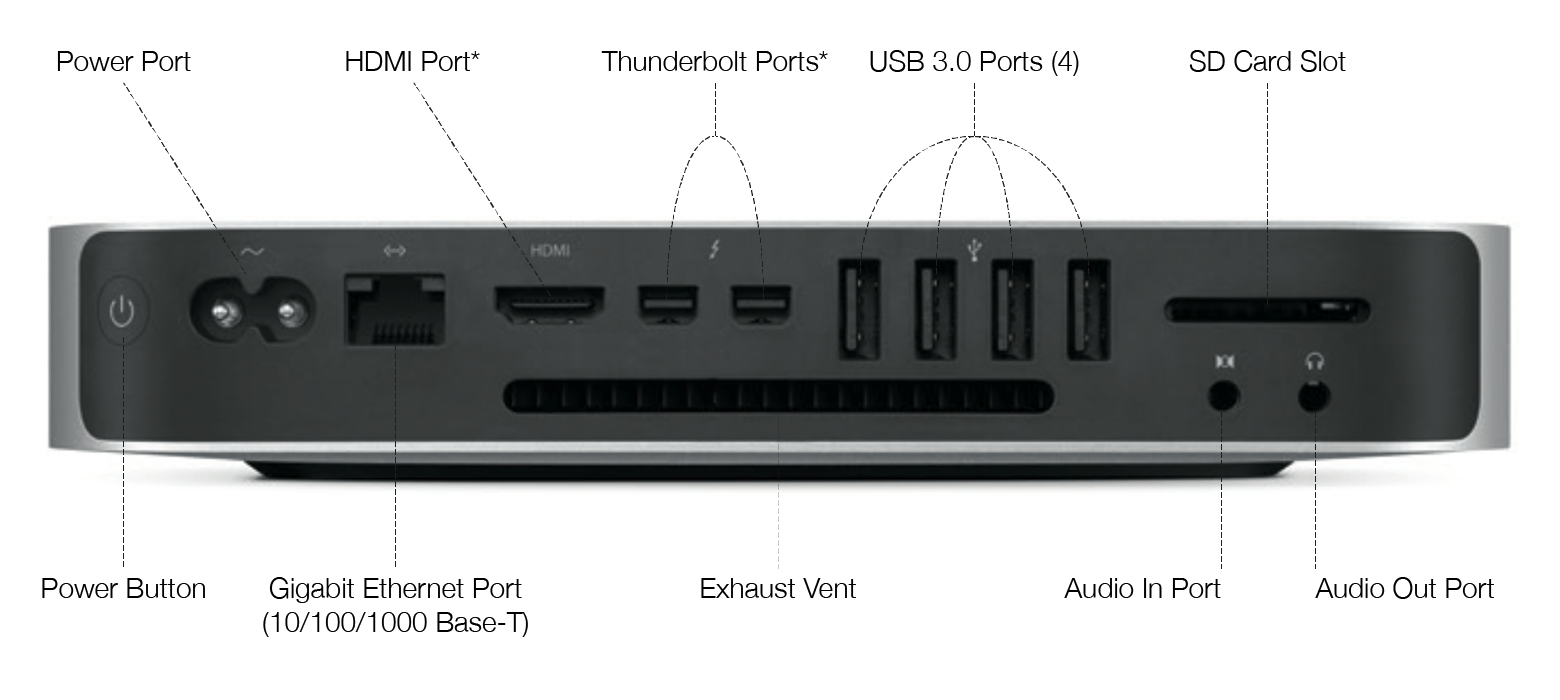 Power Port
HDMI Port*
Thunderbolt Ports*
USB 3.0 Ports (4)
SD Card Slot
HDMI
Power Button
Gigabit Ethernet Port
(10/100/1000 Base-T)
Exhaust Vent
Audio In Port
Audio Out Port